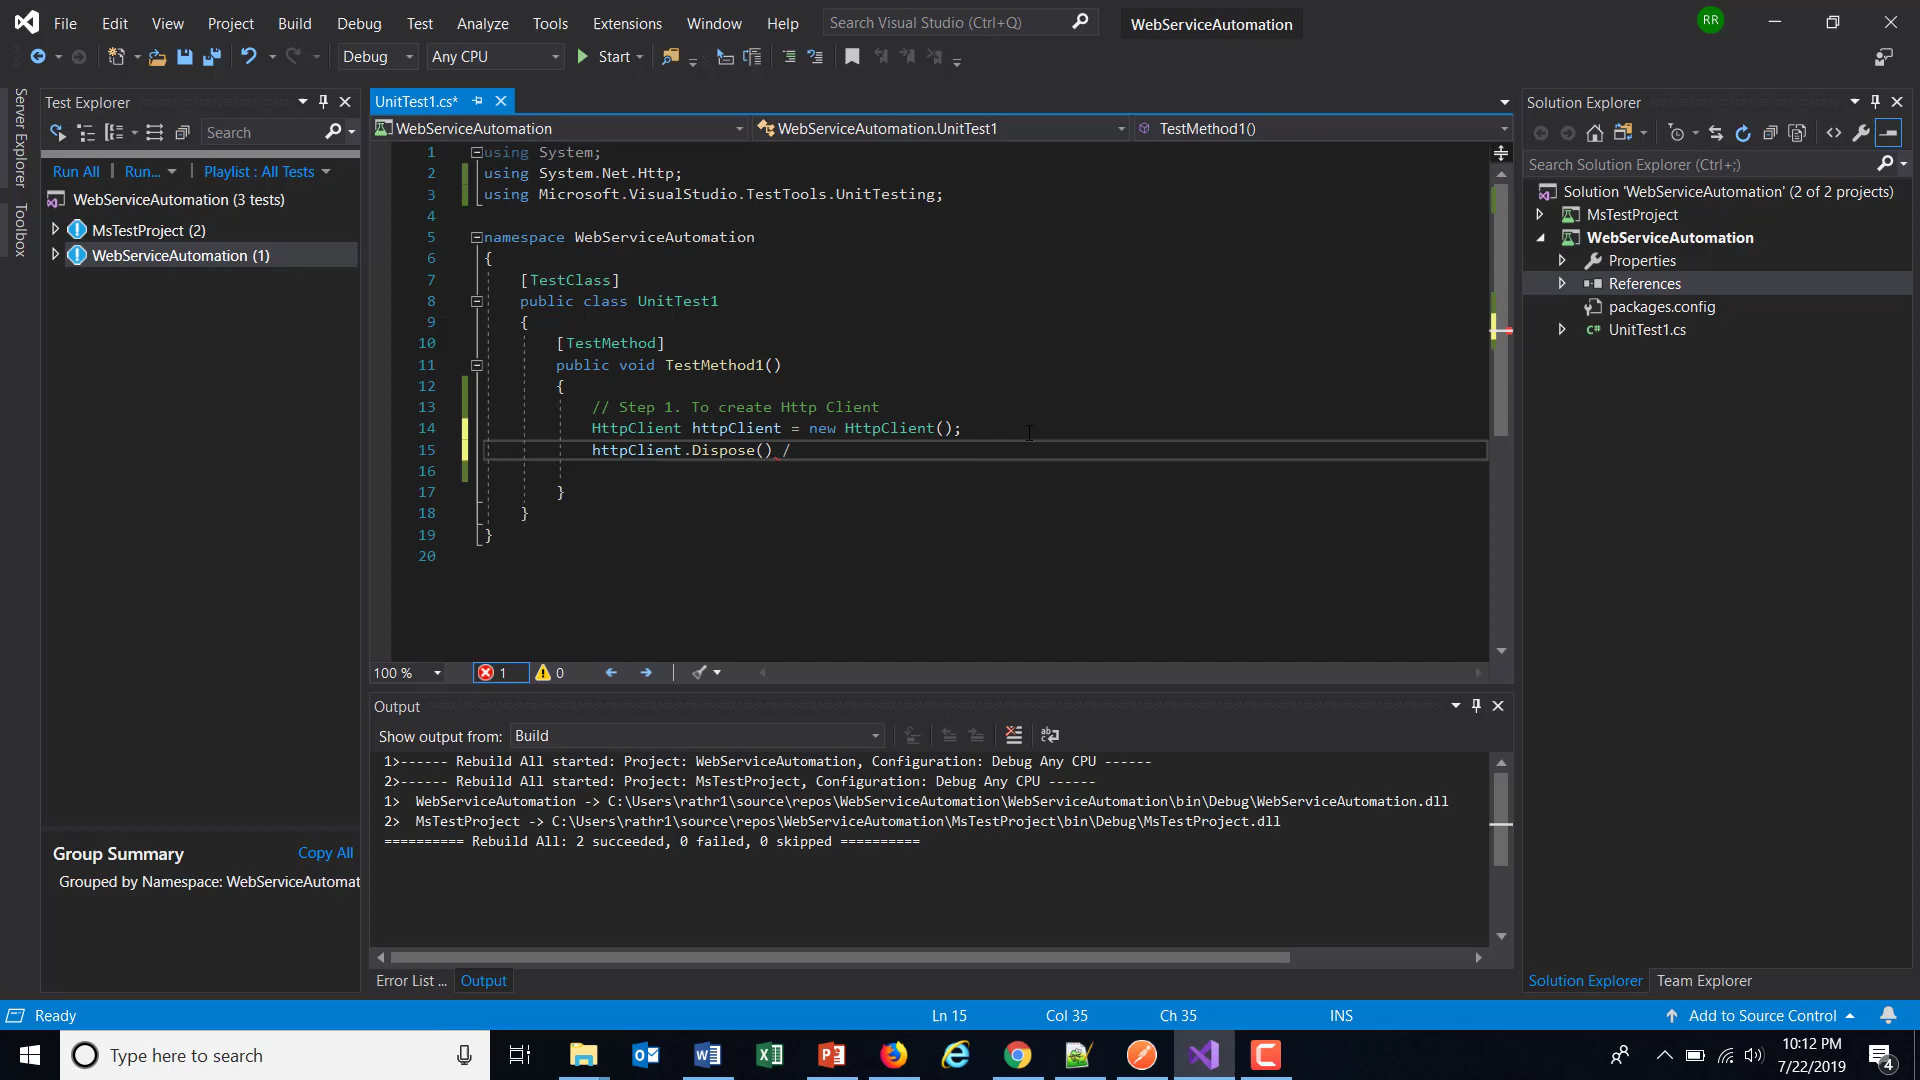 File Edit View Project Build Debug Test Analyze Tools Extensions Window Help Search Visual Studio (Ctrl+Q) WebServiceAutomation RR
Debug Any CPU Start
Server Explorer
Toolbox
Test Explorer
Search
Run All Run... Playlist : All Tests
WebServiceAutomation (3 tests)
MsTestProject (2)
WebServiceAutomation (1)
Group Summary Copy All
Grouped by Namespace: WebServiceAutomat
UnitTest1.cs*
WebServiceAutomation WebServiceAutomation.UnitTest1 TestMethod1()
1 using System;
2 using System.Net.Http;
3 using Microsoft.VisualStudio.TestTools.UnitTesting;
4
5 namespace WebServiceAutomation
6 {
7 [TestClass]
8 public class UnitTest1
9 {
10 [TestMethod]
11 public void TestMethod1()
12 {
13 // Step 1. To create Http Client
14 HttpClient httpClient = new HttpClient();
15 httpClient.Dispose() /
16
17 }
18 }
19 }
20
100 % 1 0
Output
Show output from: Build
1>------ Rebuild All started: Project: WebServiceAutomation, Configuration: Debug Any CPU ------
2>------ Rebuild All started: Project: MsTestProject, Configuration: Debug Any CPU ------
1>  WebServiceAutomation -> C:\Users\rathr1\source\repos\WebServiceAutomation\WebServiceAutomation\bin\Debug\WebServiceAutomation.dll
2>  MsTestProject -> C:\Users\rathr1\source\repos\WebServiceAutomation\MsTestProject\bin\Debug\MsTestProject.dll
========== Rebuild All: 2 succeeded, 0 failed, 0 skipped ==========
Error List ... Output
Solution Explorer
Search Solution Explorer (Ctrl+;)
Solution 'WebServiceAutomation' (2 of 2 projects)
MsTestProject
WebServiceAutomation
Properties
References
packages.config
C# UnitTest1.cs
Solution Explorer Team Explorer
Ready Ln 15 Col 35 Ch 35 INS Add to Source Control
Type here to search
10:12 PM
7/22/2019
4